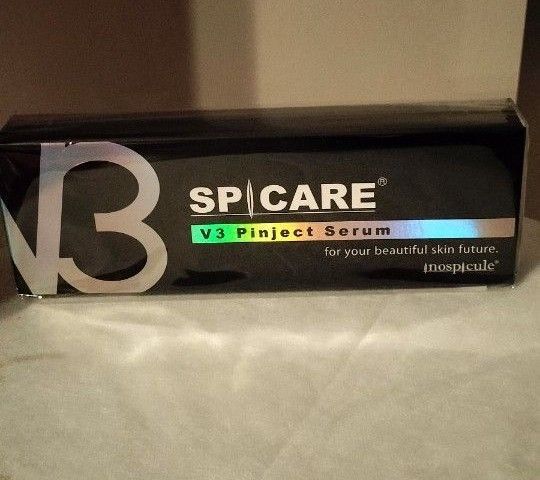 V3
SPICARE®
V3 Pinject Serum
for your beautiful skin future.
inospicule®